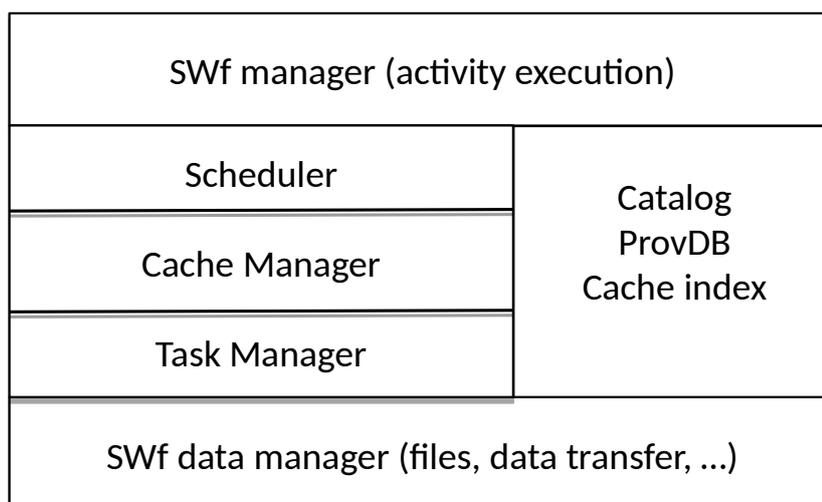 SWf manager (activity execution)
Scheduler
Cache Manager
Task Manager
Catalog
ProvDB
Cache index
SWf data manager (files, data transfer, ...)